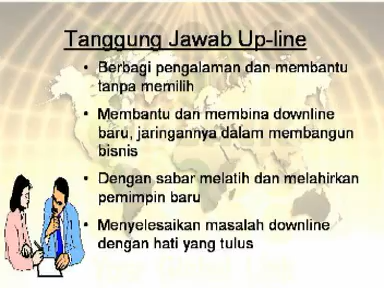 Tanggung Jawab Up-line
• Berbagi pengalaman dan membantu
tanpa memilih
• Membantu dan membina downline
baru, jaringannya dalam membangun
bisnis
• Dengan sabar melatih dan melahirkan
pemimpin baru
• Menyelesaikan masalah downline
dengan hati yang tulus